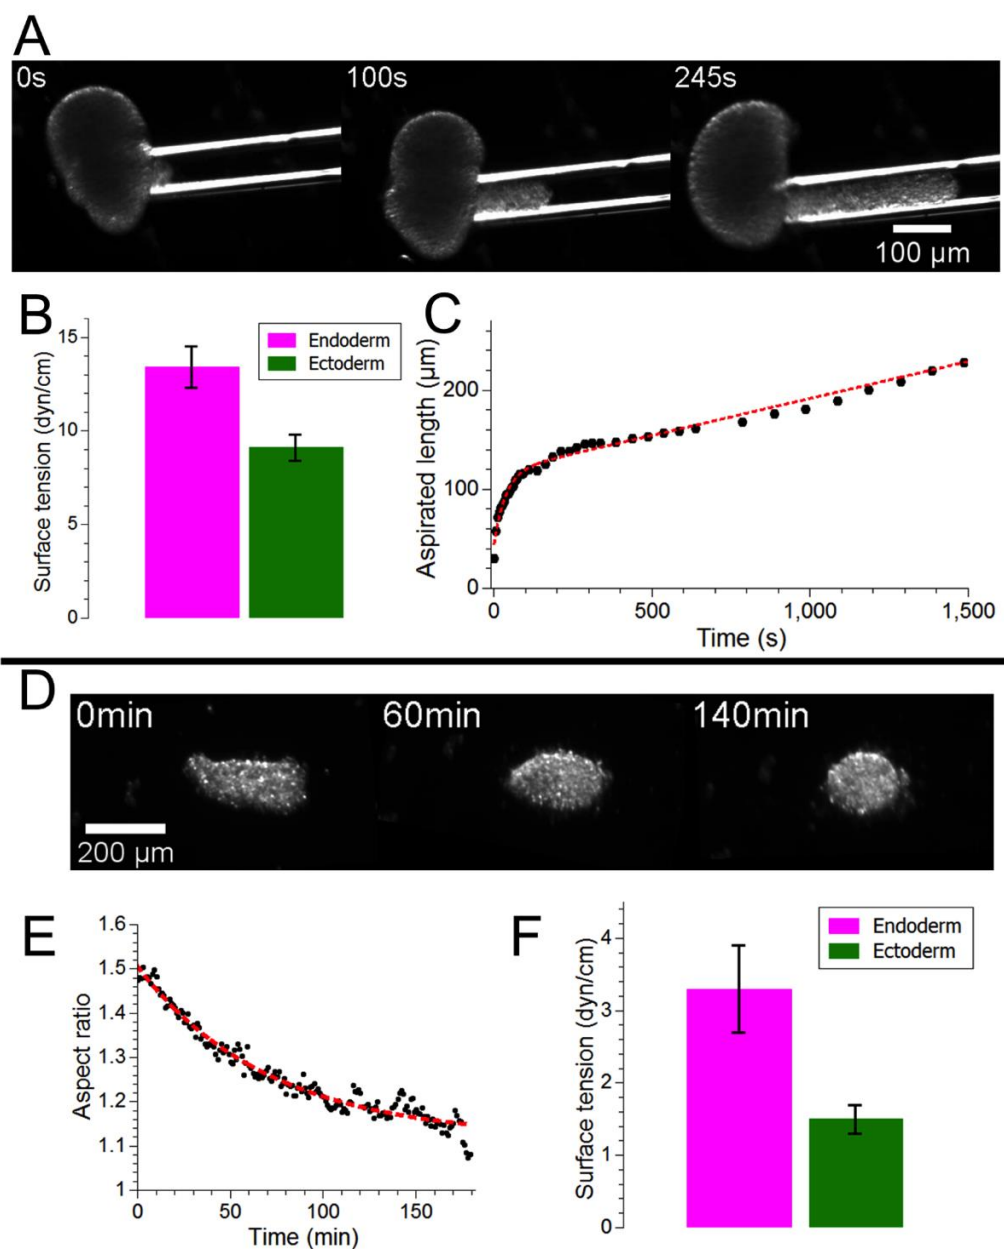 A
0s
100s
245s
100 µm
B
Surface tension (dyn/cm)
15
10
5
0
Endoderm
Ectoderm
C
Aspirated length (µm)
200
100
0
0
500
1,000
1,500
Time (s)
D
0min
60min
140min
200 µm
E
Aspect ratio
1.6
1.5
1.4
1.3
1.2
1.1
1
0
50
100
150
Time (min)
F
Surface tension (dyn/cm)
4
3
2
1
0
Endoderm
Ectoderm